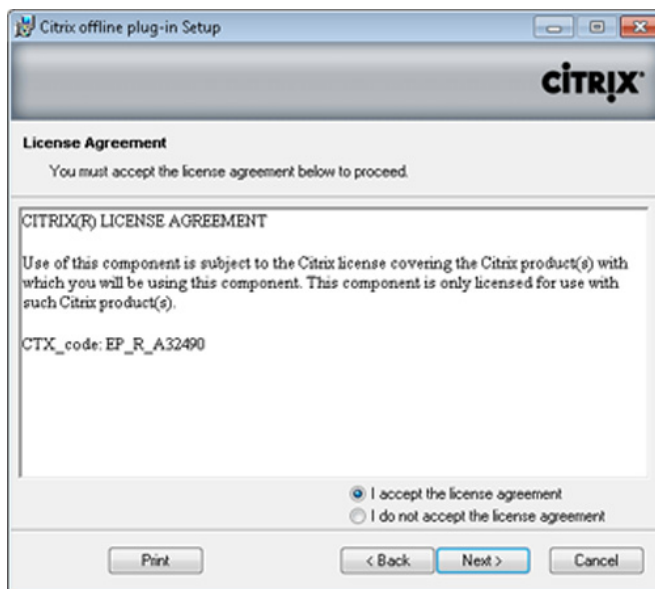 Citrix offline plug-in Setup
CİTRIX®
License Agreement
You must accept the license agreement below to proceed.
CITRIX(R) LICENSE AGREEMENT
Use of this component is subject to the Citrix license covering the Citrix product(s) with
which you will be using this component. This component is only licensed for use with
such Citrix product(s).
CTX_code: EP_R_A32490
I accept the license agreement
I do not accept the license agreement
Print
< Back
Next >
Cancel